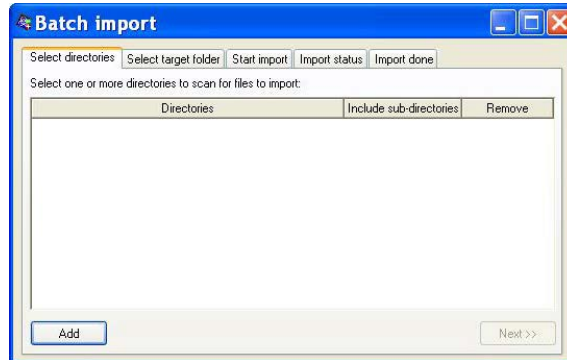 Batch import
Select directories Select target folder Start import Import status Import done
Select one or more directories to scan for files to import:
Directories Include sub-directories Remove
Add Next >>